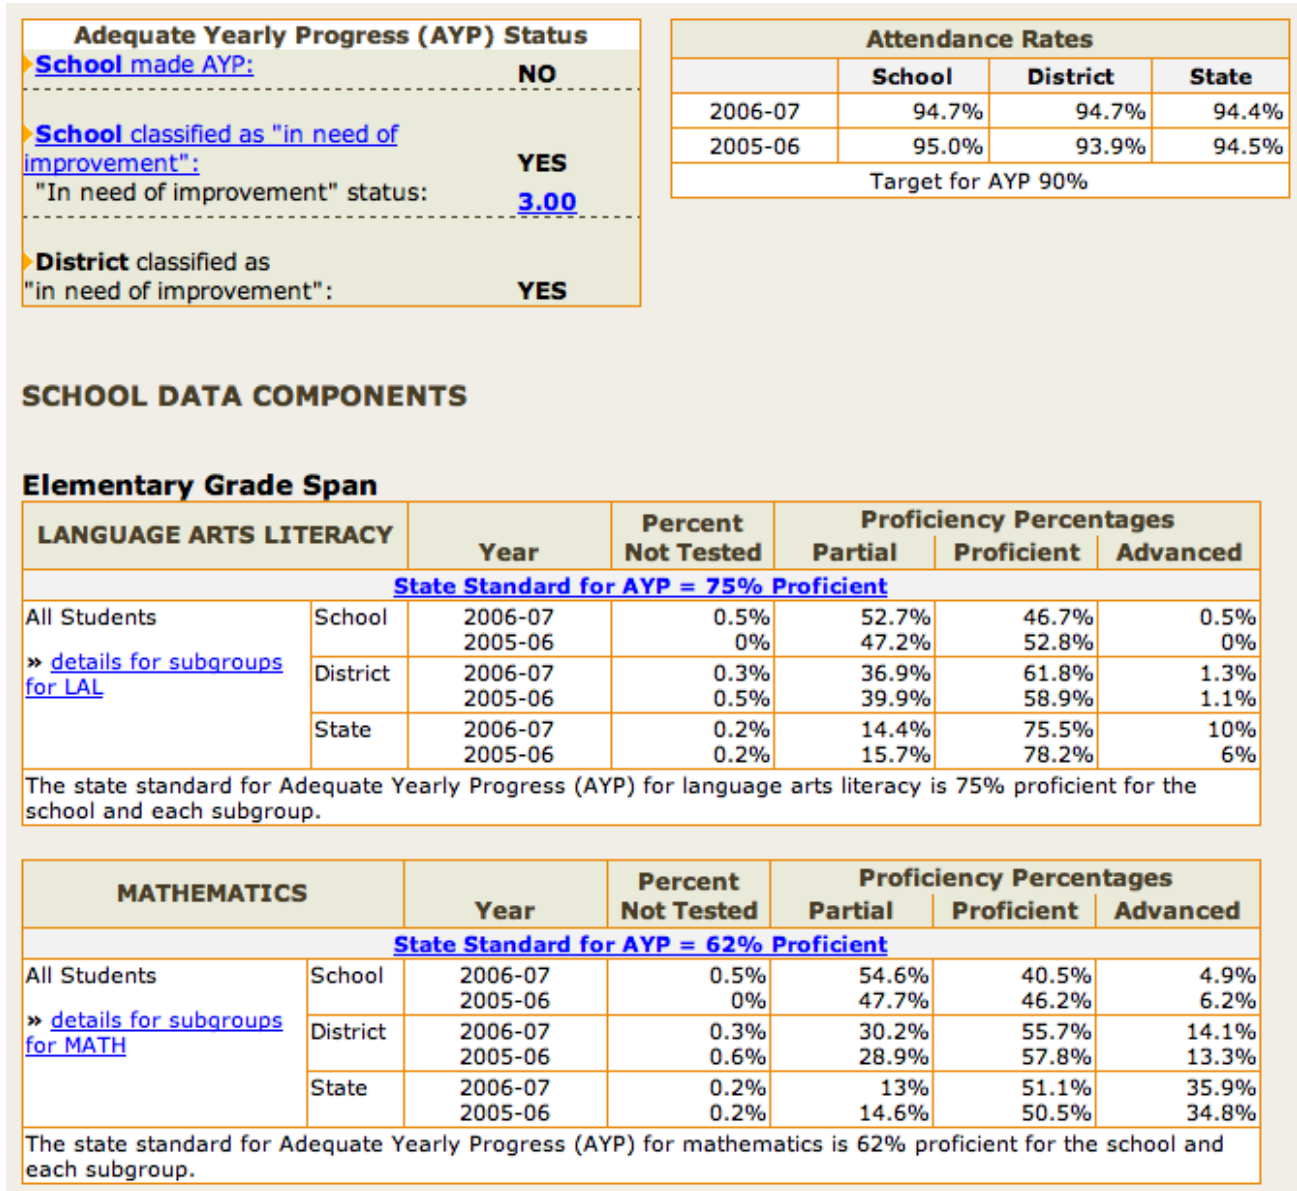 Adequate Yearly Progress (AYP) Status
School made AYP: NO
School classified as "in need of
improvement": YES
"In need of improvement" status: 3.00
District classified as
"in need of improvement": YES
Attendance Rates
School District State
2006-07 94.7% 94.7% 94.4%
2005-06 95.0% 93.9% 94.5%
Target for AYP 90%
SCHOOL DATA COMPONENTS
Elementary Grade Span
LANGUAGE ARTS LITERACY Year Percent Not Tested Proficiency Percentages
Partial Proficient Advanced
State Standard for AYP = 75% Proficient
All Students School 2006-07 0.5% 52.7% 46.7% 0.5%
2005-06 0% 47.2% 52.8% 0%
» details for subgroups
for LAL
District 2006-07 0.3% 36.9% 61.8% 1.3%
2005-06 0.5% 39.9% 58.9% 1.1%
State 2006-07 0.2% 14.4% 75.5% 10%
2005-06 0.2% 15.7% 78.2% 6%
The state standard for Adequate Yearly Progress (AYP) for language arts literacy is 75% proficient for the
school and each subgroup.
MATHEMATICS Year Percent Not Tested Proficiency Percentages
Partial Proficient Advanced
State Standard for AYP = 62% Proficient
All Students School 2006-07 0.5% 54.6% 40.5% 4.9%
2005-06 0% 47.7% 46.2% 6.2%
» details for subgroups
for MATH
District 2006-07 0.3% 30.2% 55.7% 14.1%
2005-06 0.6% 28.9% 57.8% 13.3%
State 2006-07 0.2% 13% 51.1% 35.9%
2005-06 0.2% 14.6% 50.5% 34.8%
The state standard for Adequate Yearly Progress (AYP) for mathematics is 62% proficient for the school and
each subgroup.